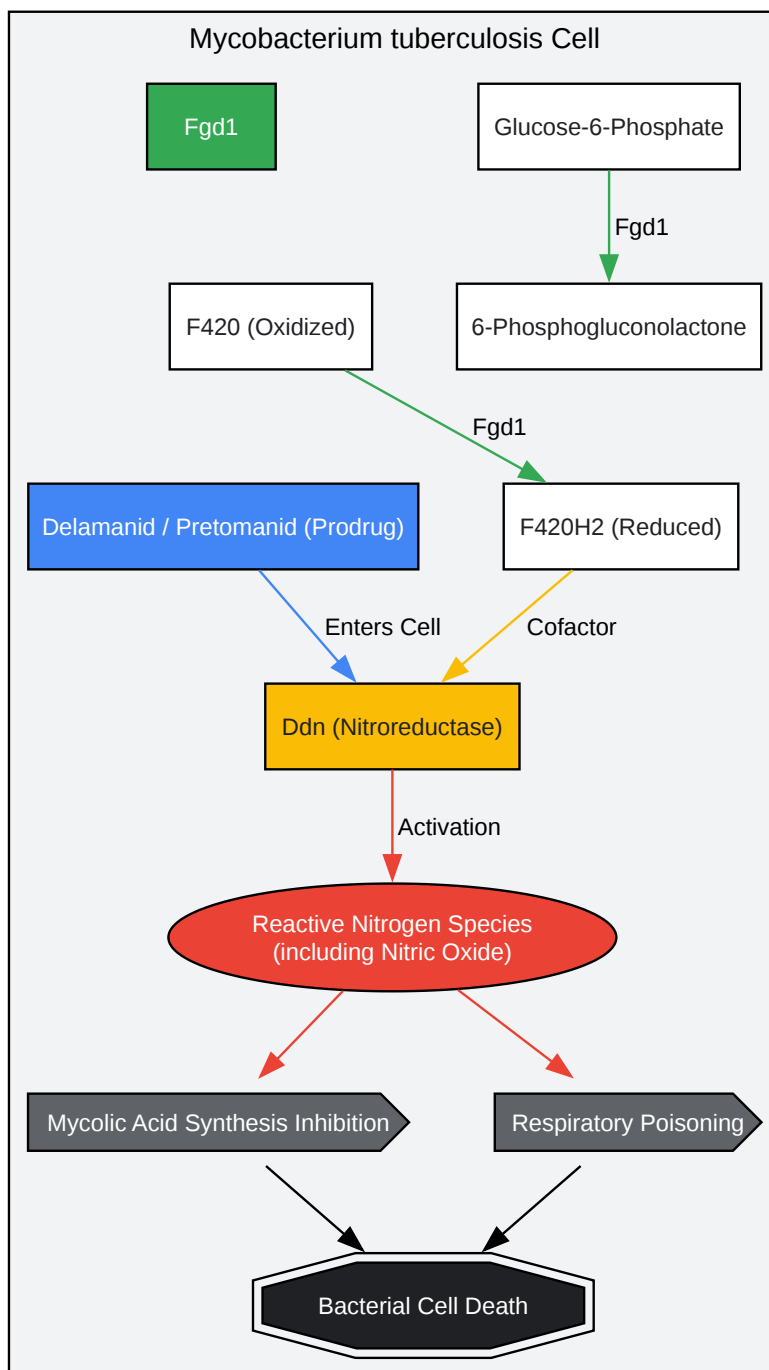 Mycobacterium tuberculosis Cell
Fgd1
Glucose-6-Phosphate
Fgd1
F420 (Oxidized)
6-Phosphogluconolactone
Fgd1
Delamanid / Pretomanid (Prodrug)
F420H2 (Reduced)
Enters Cell
Cofactor
Ddn (Nitroreductase)
Activation
Reactive Nitrogen Species
(including Nitric Oxide)
Mycolic Acid Synthesis Inhibition
Respiratory Poisoning
Bacterial Cell Death